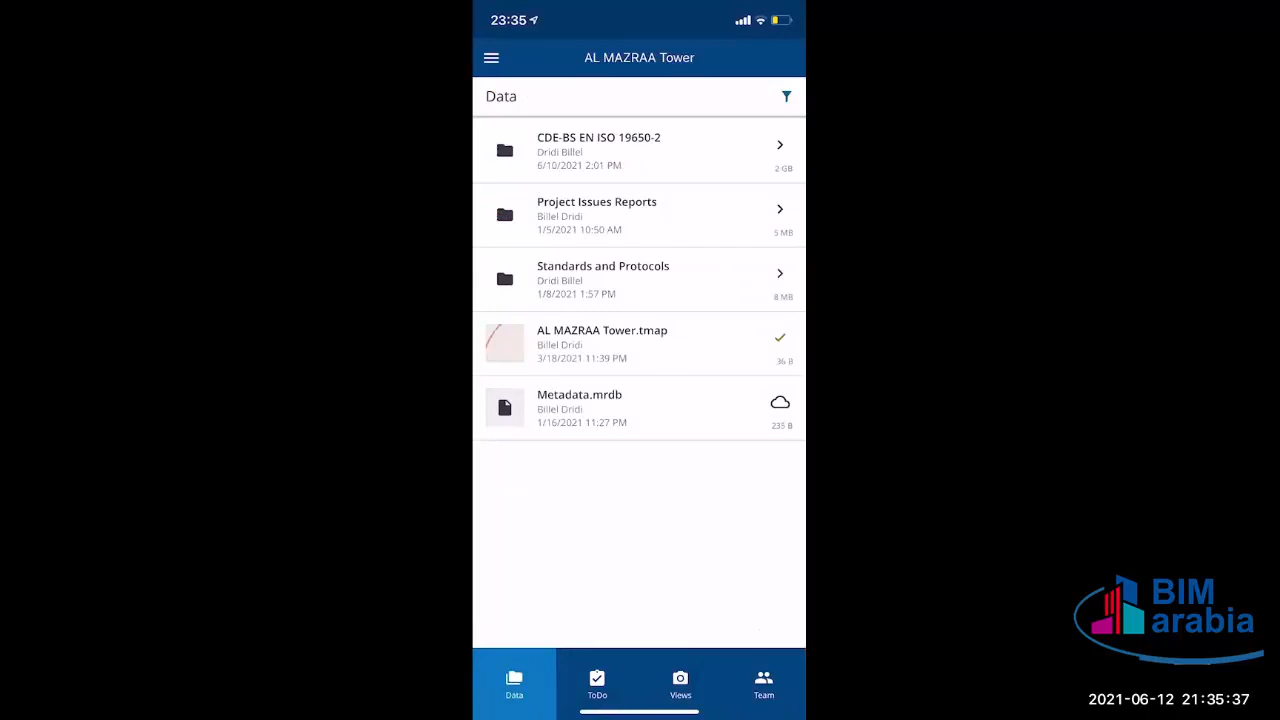 23:35
AL MAZRAA Tower
Data
CDE-BS EN ISO 19650-2
Dridi Billel
6/10/2021 2:01 PM
2 GB
Project Issues Reports
Billel Dridi
1/5/2021 10:50 AM
5 MB
Standards and Protocols
Dridi Billel
1/8/2021 1:57 PM
8 MB
AL MAZRAA Tower.tmap
Billel Dridi
3/18/2021 11:39 PM
36 B
Metadata.mrdb
Billel Dridi
1/16/2021 11:27 PM
235 B
Data
ToDo
Views
Team
BIM
arabia
2021-06-12 21:35:37